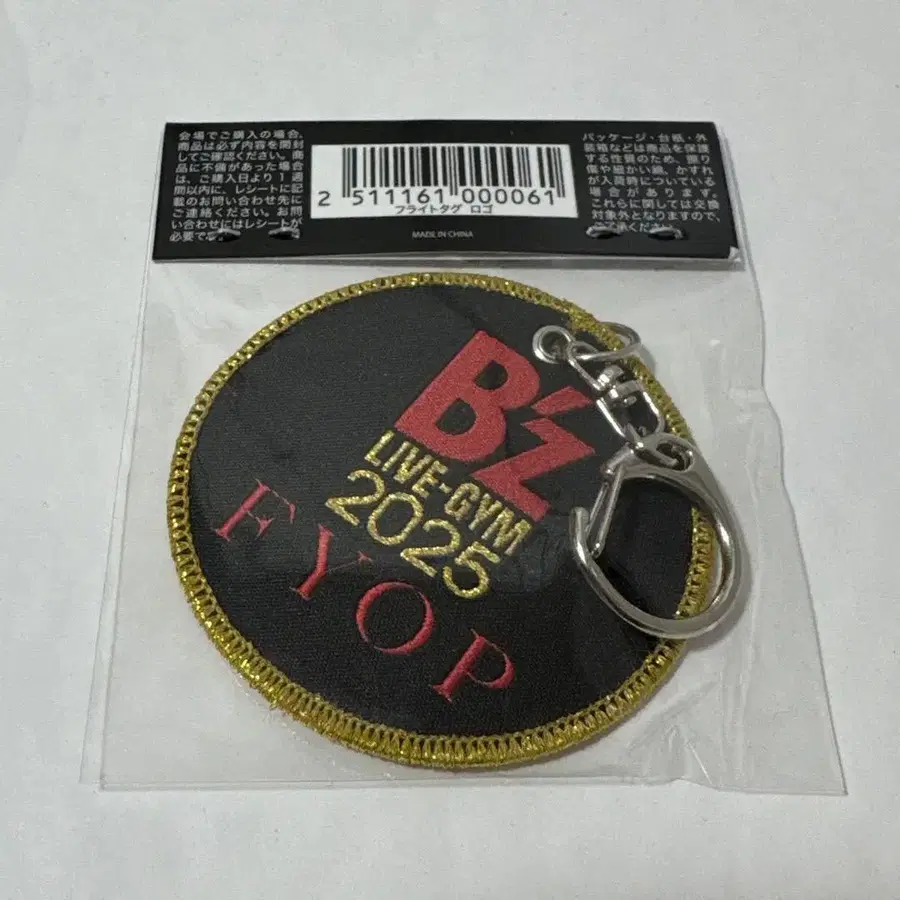 会場でご購入の場合、
商品は必ず内容を開封
してご確認ください。商
品に不備があった場合
は、ご購入日より1週
間以内に、レシートに記
載のお問い合わせ先に
ご連絡ください。お問
い合わせにはレシートが
必要で
2 511161 000061
フライトタグ ロゴ
MADE IN CHINA
パッケージ・台紙・外
装箱などは商品を保護
する性質のため、擦り
傷や細かい線、かすれ
が入荷時についている
場合があります。
これらに関しては交換
対象外となりますので、
ご了承ください。
B'z
LIVE-GYM
2025
FYOP